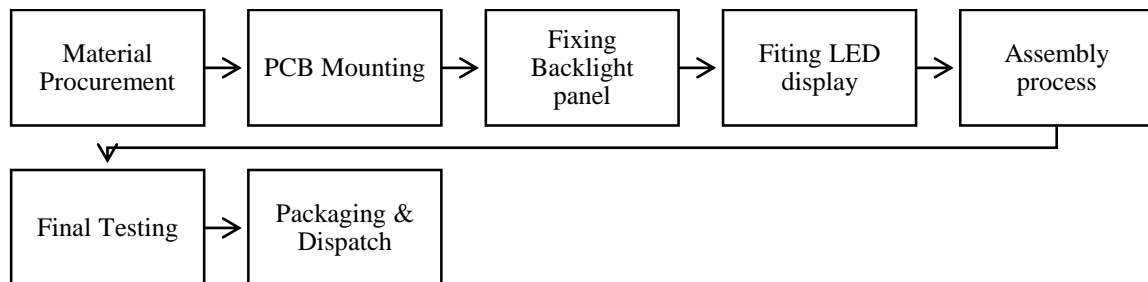 Material
Procurement
PCB Mounting
Fixing
Backlight
panel
Fiting LED
display
Assembly
process
Final Testing
Packaging &
Dispatch